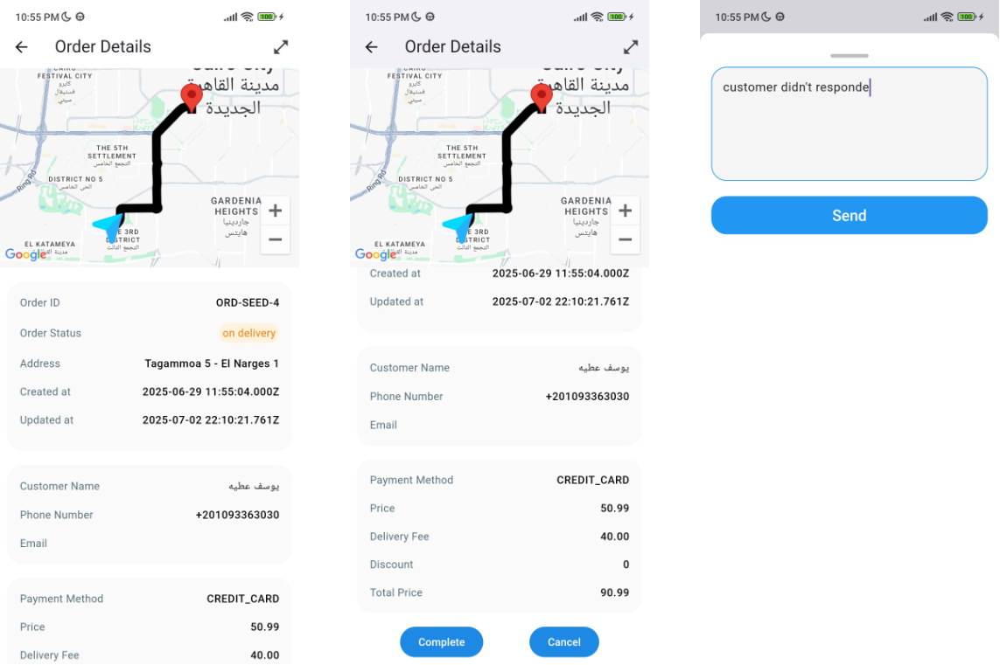 10:55 PM
100
Order Details
CAIRO
FESTIVAL CITY
كايرو
فستيفال
سيتي
Cairo City
مدينة القاهرة
الجديدة
THE 5TH
SETTLEMENT
التجمع الخامس
DISTRICT NO 5
الحى الخامس
Ring Rd
GARDENIA
HEIGHTS
جاردينيا
هايتس
E 3RD
DISTRICT
التجمع الثالث
EL KATAMEYA
Google
+
−
Order ID
ORD-SEED-4
Order Status
on delivery
Address
Tagammoa 5 - El Narges 1
Created at
2025-06-29 11:55:04.000Z
Updated at
2025-07-02 22:10:21.761Z
Customer Name
يوسف عطيه
Phone Number
+201093363030
Email
Payment Method
CREDIT_CARD
Price
50.99
Delivery Fee
40.00
10:55 PM
100
Order Details
FESTIVAL CITY
كايرو
فستيفال
سيتي
Cairo City
مدينة القاهرة
الجديدة
THE 5TH
SETTLEMENT
التجمع الخامس
DISTRICT NO 5
الحى الخامس
Ring Rd
GARDENIA
HEIGHTS
جاردينيا
هايتس
E 3RD
DISTRICT
التجمع الثالث
EL KATAMEYA
Google
+
−
Created at
2025-06-29 11:55:04.000Z
Updated at
2025-07-02 22:10:21.761Z
Customer Name
يوسف عطيه
Phone Number
+201093363030
Email
Payment Method
CREDIT_CARD
Price
50.99
Delivery Fee
40.00
Discount
0
Total Price
90.99
Complete
Cancel
10:55 PM
100
customer didn't responde
Send